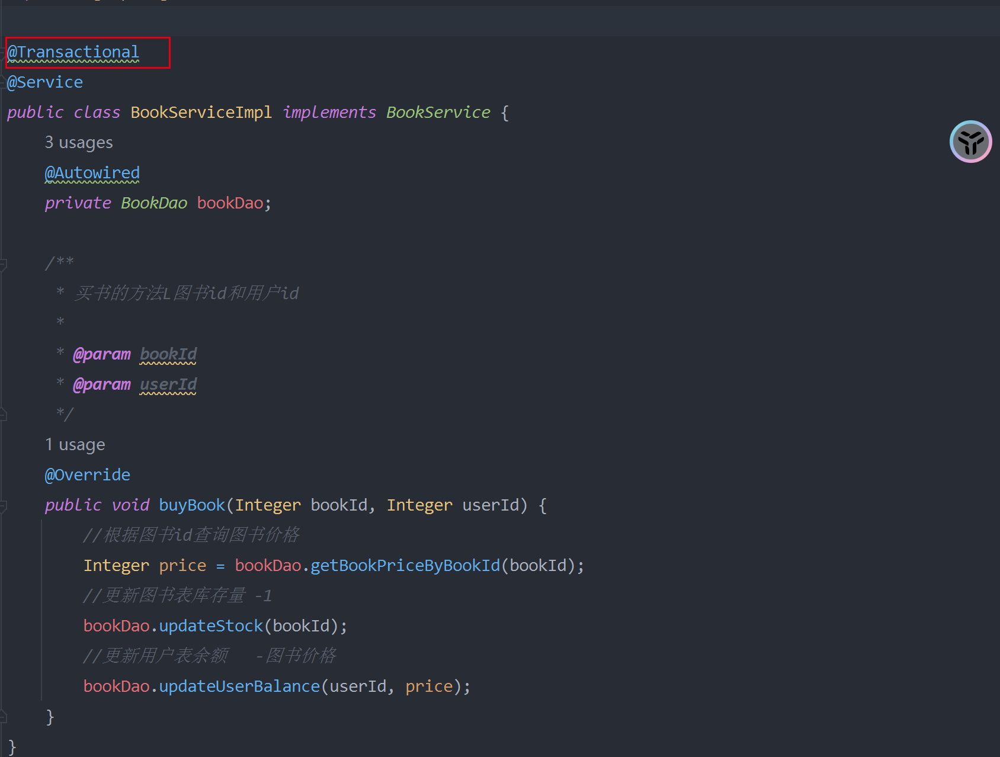 @Transactional
@Service
public class BookServiceImpl implements BookService {
3 usages
@Autowired
private BookDao bookDao;
/**
* 买书的方法L图书id和用户id
*
* @param bookId
* @param userId
*/
1 usage
@Override
public void buyBook(Integer bookId, Integer userId) {
//根据图书id查询图书价格
Integer price = bookDao.getBookPriceByBookId(bookId);
//更新图书表库存量 -1
bookDao.updateStock(bookId);
//更新用户表余额   -图书价格
bookDao.updateUserBalance(userId, price);
}
}